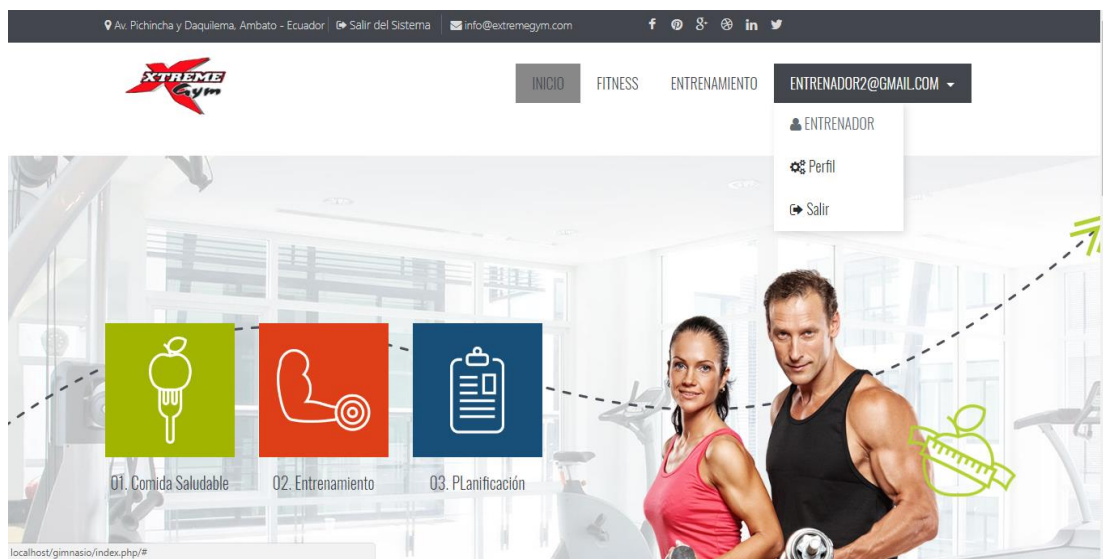 Av. Pichincha y Daquilema, Ambato - Ecuador Salir del Sistema info@extremegym.com
XTREME
Gym
INICIO FITNESS ENTRENAMIENTO ENTRENADOR2@GMAIL.COM
ENTRENADOR
Perfil
Salir
01. Comida Saludable 02. Entrenamiento 03. PLanificación
localhost/gimnasio/index.php/#